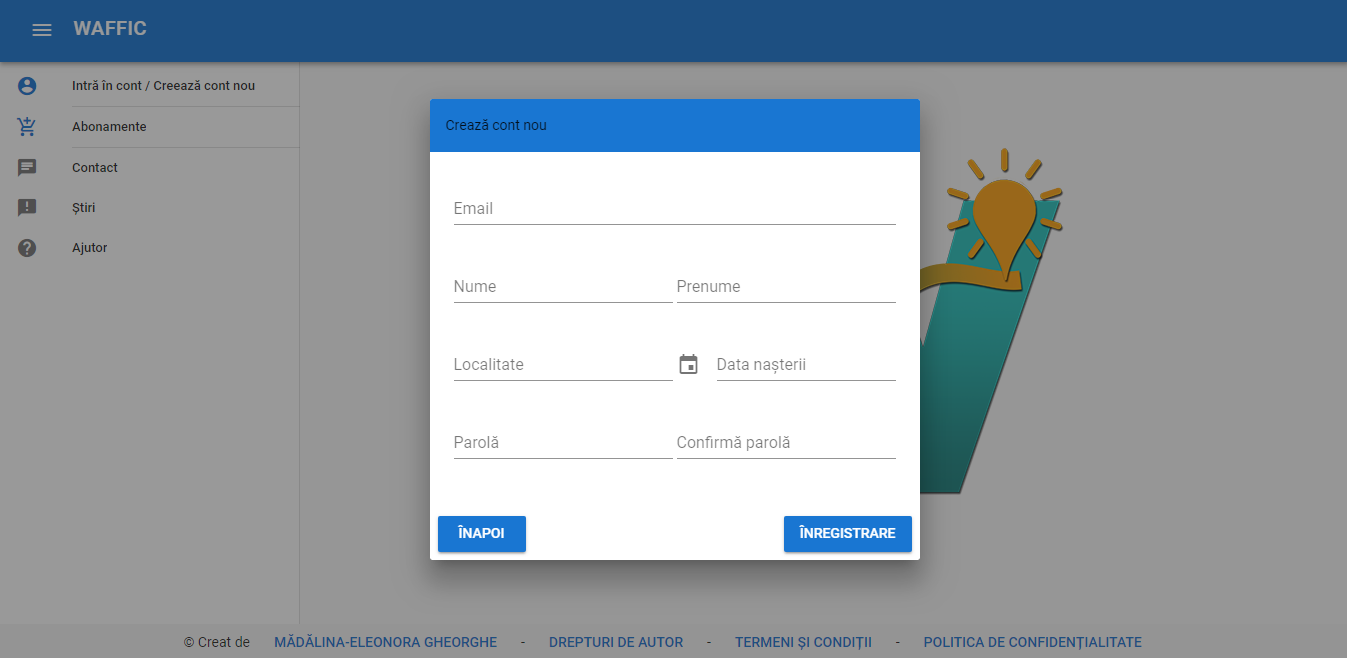 WAFFIC
Intră în cont / Creează cont nou
Abonamente
Contact
Știri
Ajutor
Crează cont nou
Email
Nume Prenume
Localitate Data nașterii
Parolă Confirmă parolă
ÎNAPOI ÎNREGISTRARE
© Creat de MĂDĂLINA-ELEONORA GHEORGHE - DREPTURI DE AUTOR - TERMENI ȘI CONDIȚII - POLITICA DE CONFIDENȚIALITATE